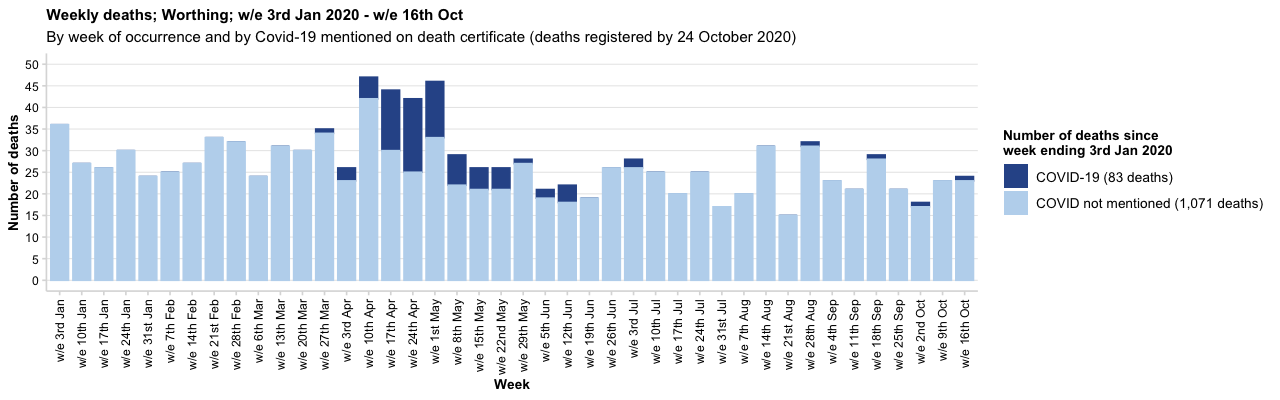 Weekly deaths; Worthing; w/e 3rd Jan 2020 - w/e 16th Oct
By week of occurrence and by Covid-19 mentioned on death certificate (deaths registered by 24 October 2020)
Number of deaths
50
45
40
35
30
25
20
15
10
5
0
w/e 3rd Jan
w/e 10th Jan
w/e 17th Jan
w/e 24th Jan
w/e 31st Jan
w/e 7th Feb
w/e 14th Feb
w/e 21st Feb
w/e 28th Feb
w/e 6th Mar
w/e 13th Mar
w/e 20th Mar
w/e 27th Mar
w/e 3rd Apr
w/e 10th Apr
w/e 17th Apr
w/e 24th Apr
w/e 1st May
w/e 8th May
w/e 15th May
w/e 22nd May
w/e 29th May
w/e 5th Jun
w/e 12th Jun
w/e 19th Jun
w/e 26th Jun
w/e 3rd Jul
w/e 10th Jul
w/e 17th Jul
w/e 24th Jul
w/e 31st Jul
w/e 7th Aug
w/e 14th Aug
w/e 21st Aug
w/e 28th Aug
w/e 4th Sep
w/e 11th Sep
w/e 18th Sep
w/e 25th Sep
w/e 2nd Oct
w/e 9th Oct
w/e 16th Oct
Week
Number of deaths since
week ending 3rd Jan 2020
COVID-19 (83 deaths)
COVID not mentioned (1,071 deaths)